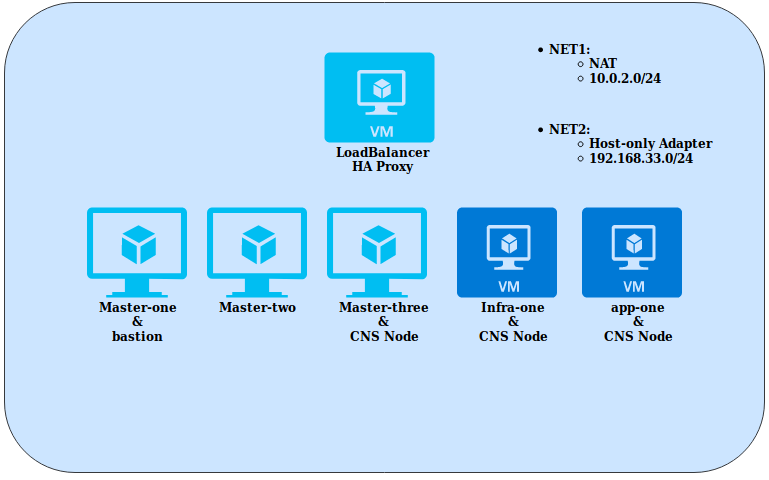 NET1:
NAT
10.0.2.0/24
NET2:
Host-only Adapter
192.168.33.0/24
VM
LoadBalancer
HA Proxy
VM
VM
Master-one
&
bastion
Master-two
Master-three
&
CNS Node
Infra-one
&
CNS Node
app-one
&
CNS Node